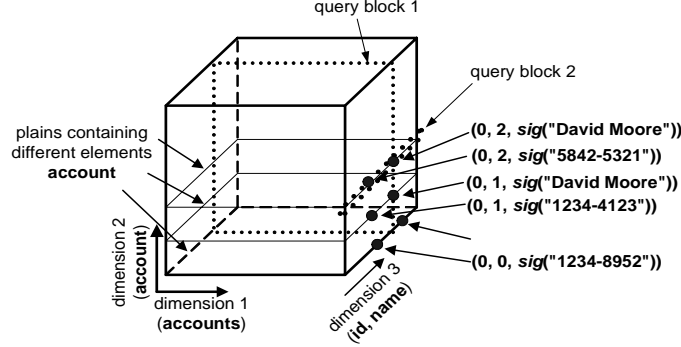 query block 1
query block 2
(0, 2, sig("David Moore"))
(0, 2, sig("5842-5321"))
(0, 1, sig("David Moore"))
(0, 1, sig("1234-4123"))
(0, 0, sig("1234-8952"))
plains containing
different elements
account
dimension 2
(account)
dimension 1
(accounts)
dimension 3
(id, name)